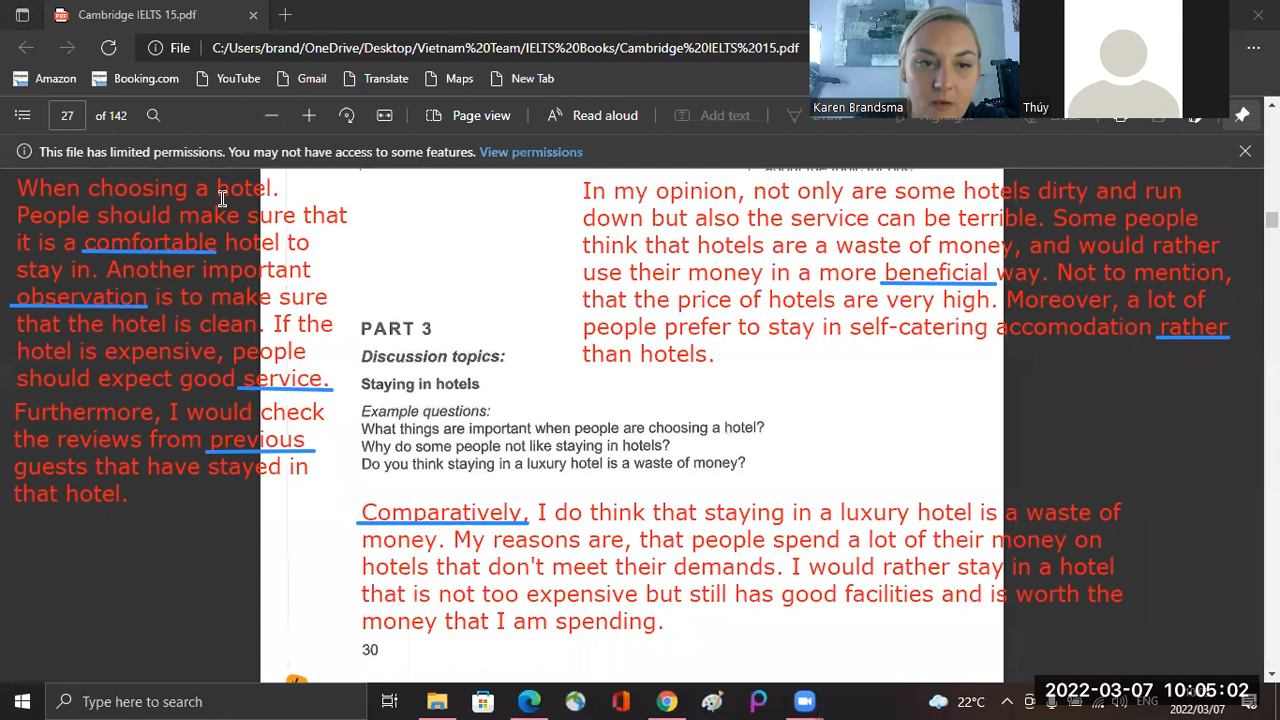 Cambridge IELTS 15.pdf
File C:/Users/brand/OneDrive/Desktop/Vietnam%20Team/IELTS%20Books/Cambridge%20IELTS%2015.pdf
Amazon Booking.com YouTube Gmail Translate Maps New Tab
27 of 142 Page view Read aloud Add text
Karen Brandsma Thúy
This file has limited permissions. You may not have access to some features. View permissions
When choosing a hotel.
People should make sure that
it is a comfortable hotel to
stay in. Another important
observation is to make sure
that the hotel is clean. If the
hotel is expensive, people
should expect good service.
Furthermore, I would check
the reviews from previous
guests that have stayed in
that hotel.
In my opinion, not only are some hotels dirty and run
down but also the service can be terrible. Some people
think that hotels are a waste of money, and would rather
use their money in a more beneficial way. Not to mention,
that the price of hotels are very high. Moreover, a lot of
people prefer to stay in self-catering accomodation rather
than hotels.
PART 3
Discussion topics:
Staying in hotels
Example questions:
What things are important when people are choosing a hotel?
Why do some people not like staying in hotels?
Do you think staying in a luxury hotel is a waste of money?
Comparatively, I do think that staying in a luxury hotel is a waste of
money. My reasons are, that people spend a lot of their money on
hotels that don't meet their demands. I would rather stay in a hotel
that is not too expensive but still has good facilities and is worth the
money that I am spending.
30
Type here to search
22°C
2022-03-07 10:05:02
2022/03/07